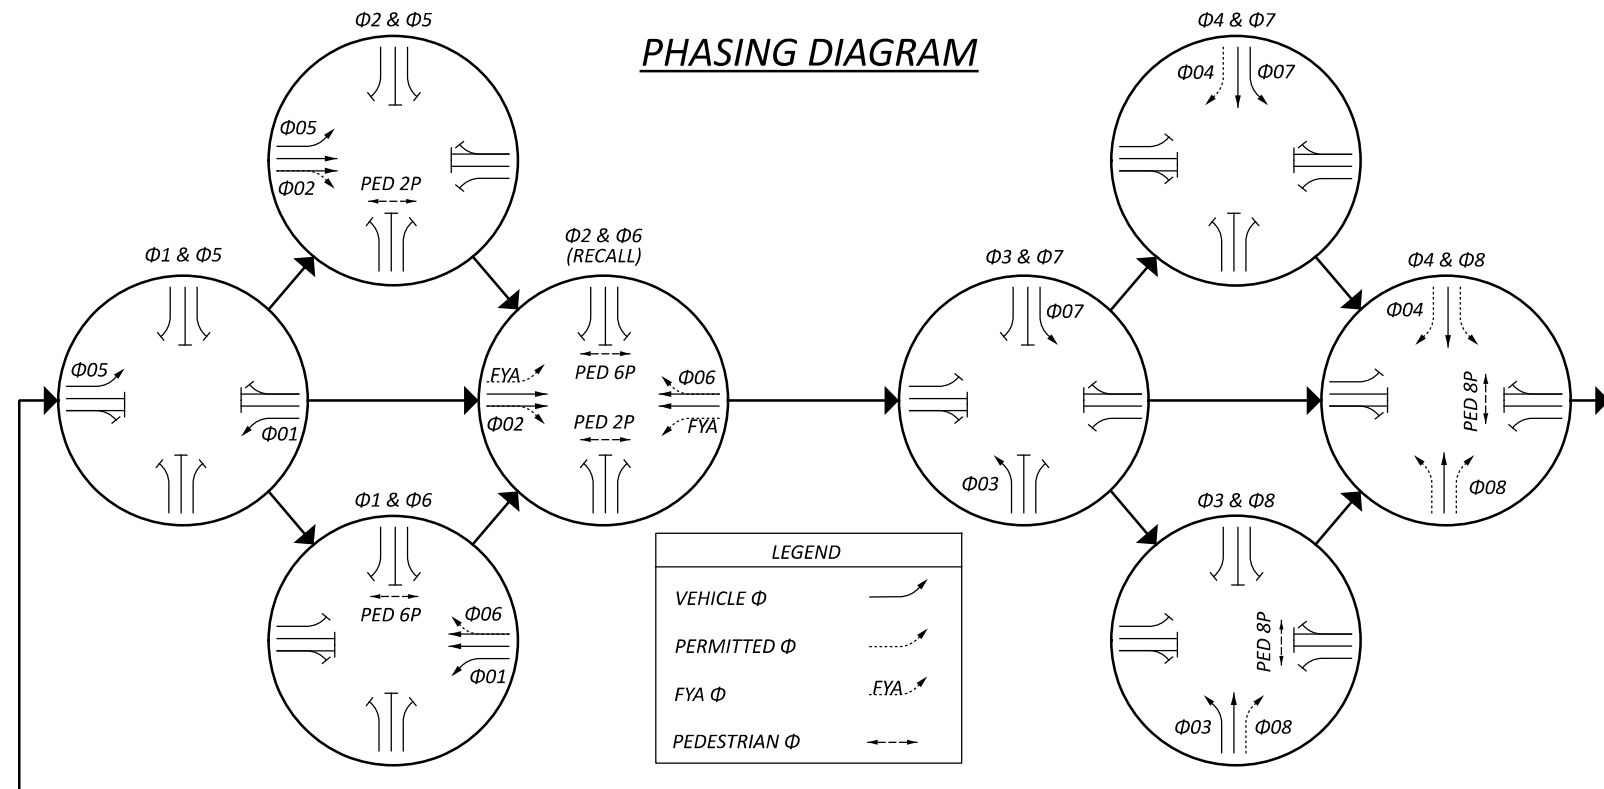 PHASING DIAGRAM
Φ2 & Φ5
Φ05
Φ02
PED 2P
Φ1 & Φ5
Φ05
Φ01
Φ2 & Φ6
(RECALL)
FYA
Φ02
PED 6P
PED 2P
Φ06
FYA
Φ1 & Φ6
PED 6P
Φ06
Φ01
Φ4 & Φ7
Φ04
Φ07
Φ3 & Φ7
Φ07
Φ03
Φ4 & Φ8
Φ04
PED 8P
Φ08
Φ3 & Φ8
PED 8P
Φ03
Φ08
LEGEND
VEHICLE Φ
PERMITTED Φ
FYA Φ
FYA
PEDESTRIAN Φ